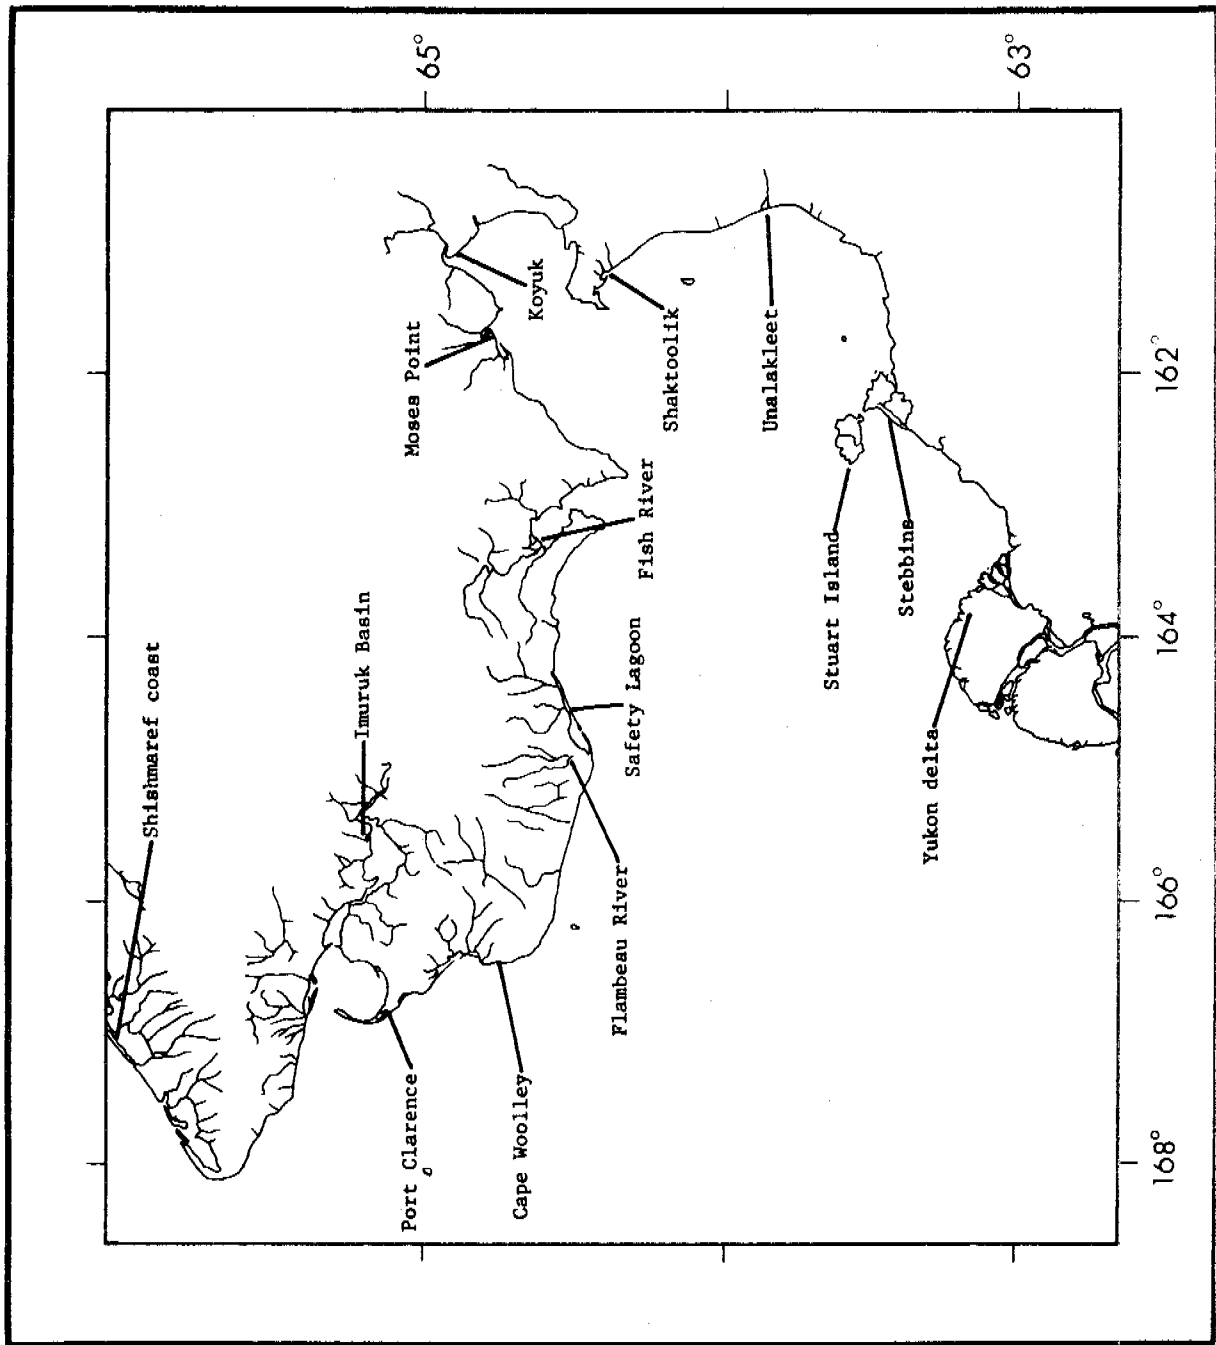 Shishmaref coast
Imuruk Basin
Port Clarence
Cape Woolley
Flambeau River
Safety Lagoon
Fish River
Moses Point
Koyuk
Shaktoolik
Unalakleet
Stuart Island
Stebbins
Yukon delta
65°
63°
168°
166°
164°
162°